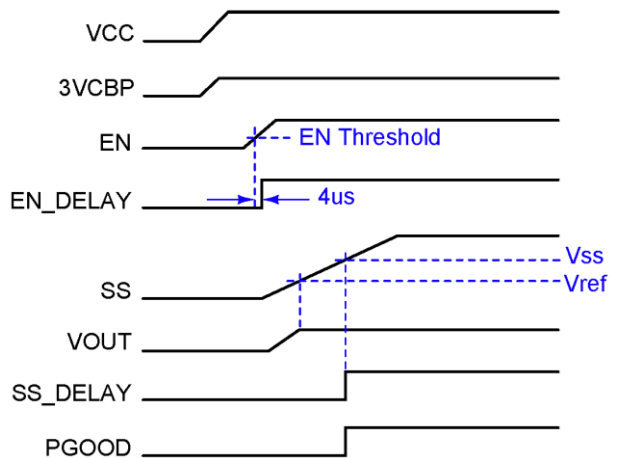 VCC
3VCBP
EN
EN Threshold
EN_DELAY
4us
Vss
SS
Vref
VOUT
SS_DELAY
PGOOD